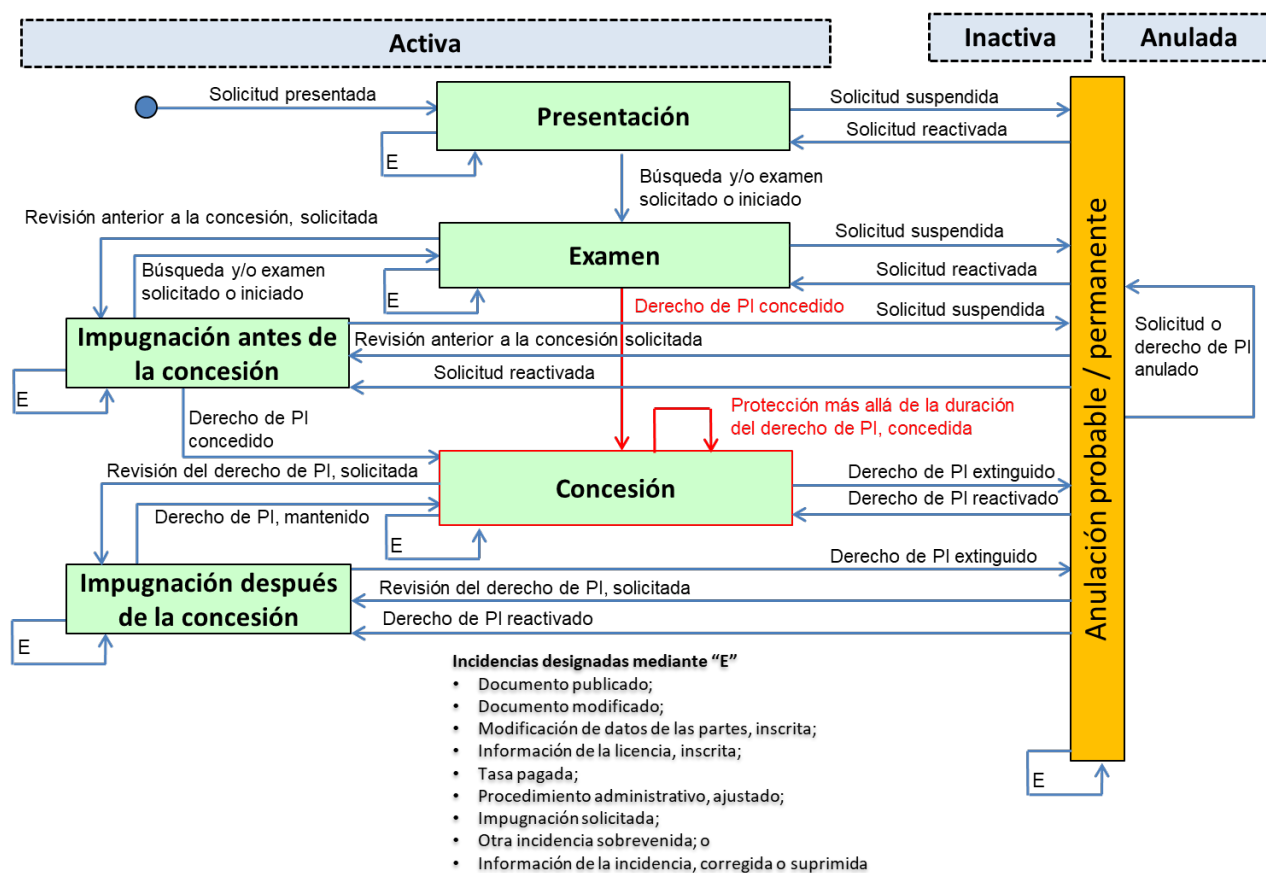 Activa
Inactiva
Anulada
Solicitud presentada
Presentación
Solicitud suspendida
Solicitud reactivada
E
Búsqueda y/o examen
solicitado o iniciado
Revisión anterior a la concesión, solicitada
Búsqueda y/o examen
solicitado o iniciado
Examen
Solicitud suspendida
Solicitud reactivada
E
Derecho de PI concedido
Solicitud suspendida
Impugnación antes de
la concesión
Revisión anterior a la concesión solicitada
Solicitud reactivada
E
Solicitud o
derecho de PI
anulado
Anulación probable / permanente
Derecho de PI
concedido
Protección más allá de la duración
del derecho de PI, concedida
Revisión del derecho de PI, solicitada
Concesión
Derecho de PI extinguido
Derecho de PI reactivado
Derecho de PI, mantenido
E
Derecho de PI extinguido
Impugnación después
de la concesión
Revisión del derecho de PI, solicitada
Derecho de PI reactivado
E
Incidencias designadas mediante “E”
• Documento publicado;
• Documento modificado;
• Modificación de datos de las partes, inscrita;
• Información de la licencia, inscrita;
• Tasa pagada;
• Procedimiento administrativo, ajustado;
• Impugnación solicitada;
• Otra incidencia sobrevenida; o
• Información de la incidencia, corregida o suprimida
E